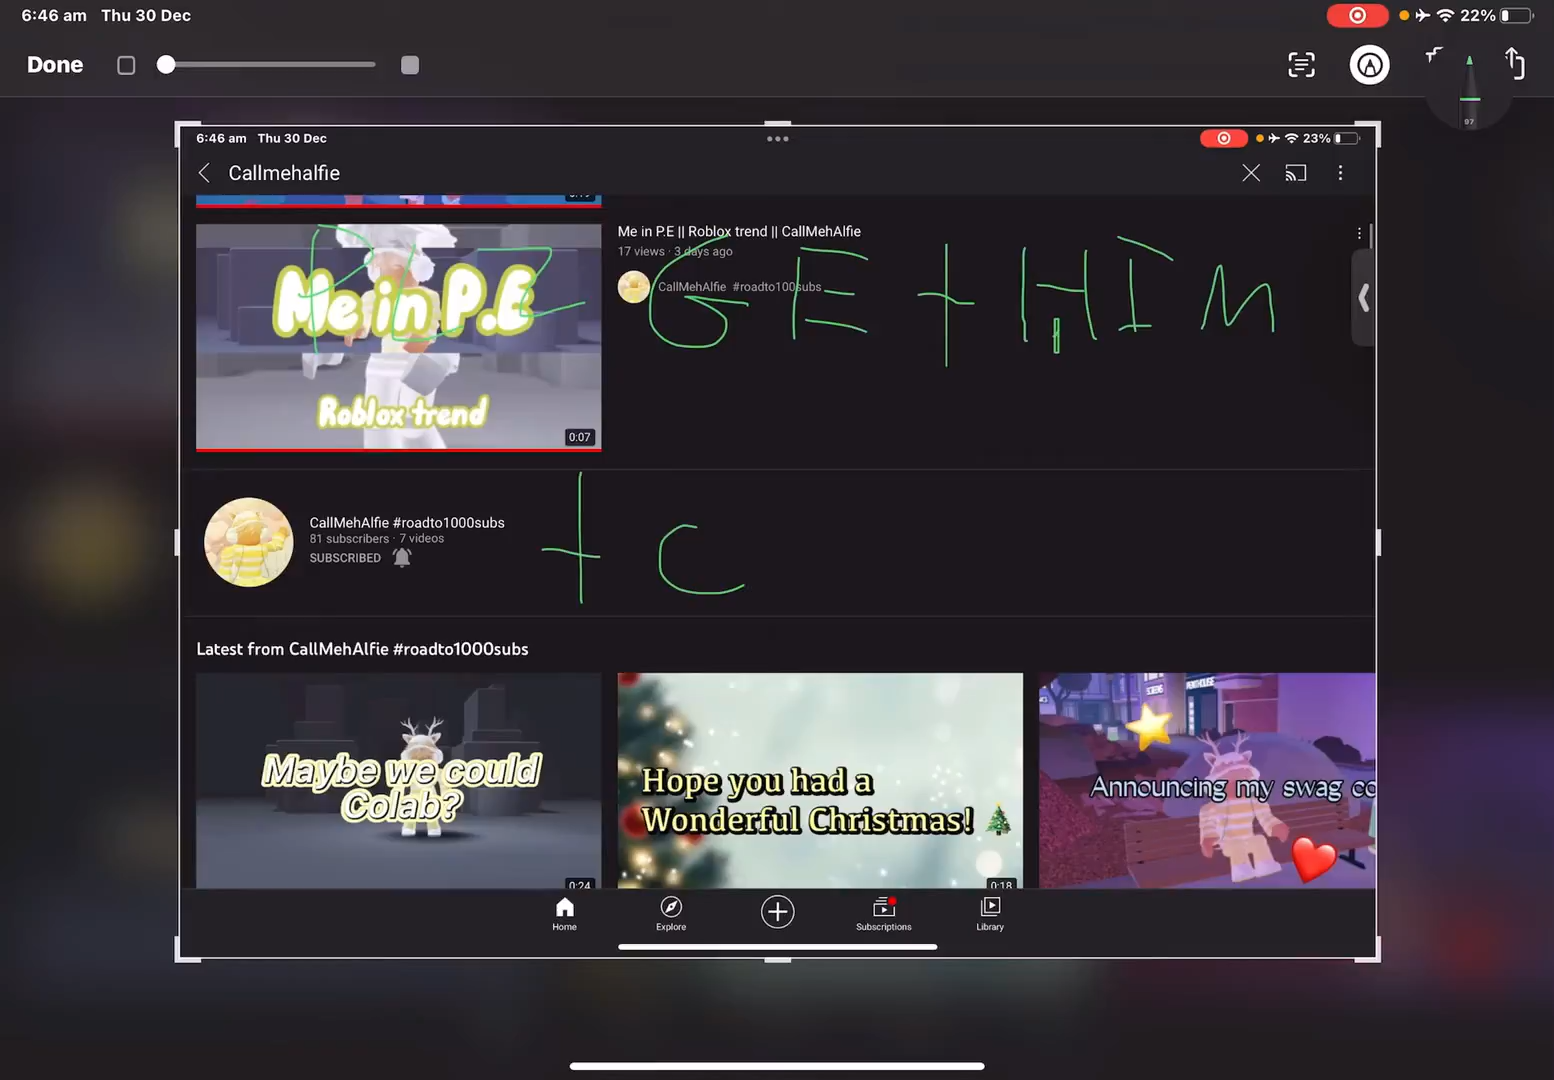 6:46 am Thu 30 Dec 22%
Done
97
6:46 am Thu 30 Dec 23%
Callmehalfie
Me in P.E || Roblox trend || CallMehAlfie
17 views · 3 days ago
CallMehAlfie #roadto100subs
Me in P.E
Roblox trend
0:07
PLZ GET HIM
CallMehAlfie #roadto1000subs
81 subscribers · 7 videos
SUBSCRIBED
+ C
Latest from CallMehAlfie #roadto1000subs
Maybe we could
Colab?
0:24
Hope you had a
Wonderful Christmas!
0:18
Announcing my swag co
Home Explore Subscriptions Library